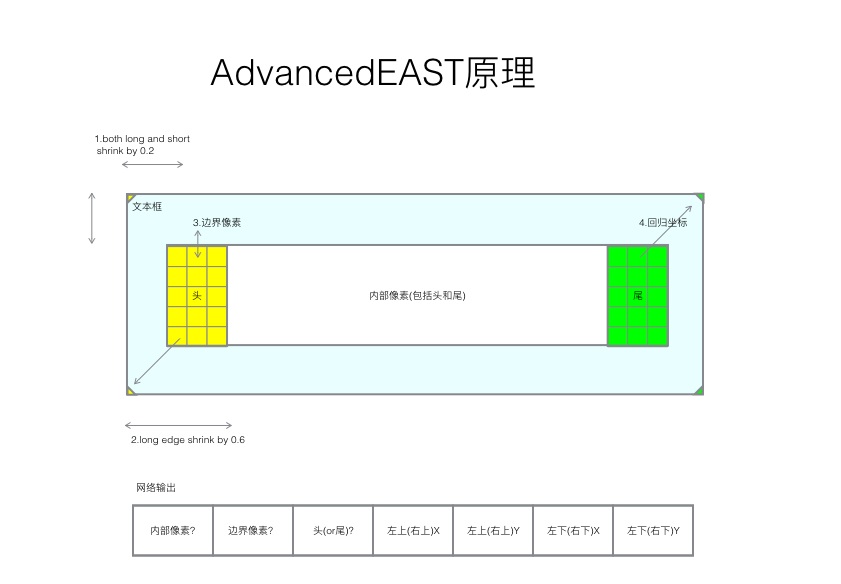 AdvancedEAST原理
1.both long and short
shrink by 0.2
文本框
3.边界像素
4.回归坐标
头
内部像素(包括头和尾)
尾
2.long edge shrink by 0.6
网络输出
内部像素?
边界像素?
头(or尾)?
左上(右上)X
左上(右上)Y
左下(右下)X
左下(右下)Y